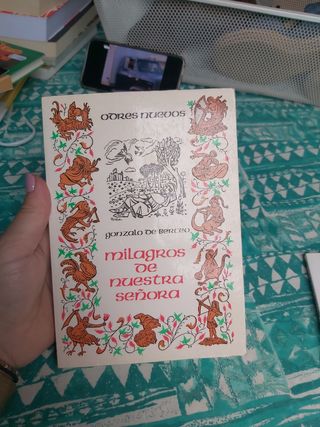 ODRES NUEVOS
GONZALO DE BERCEO
MILAGROS
DE
NUESTRA
SEÑORA